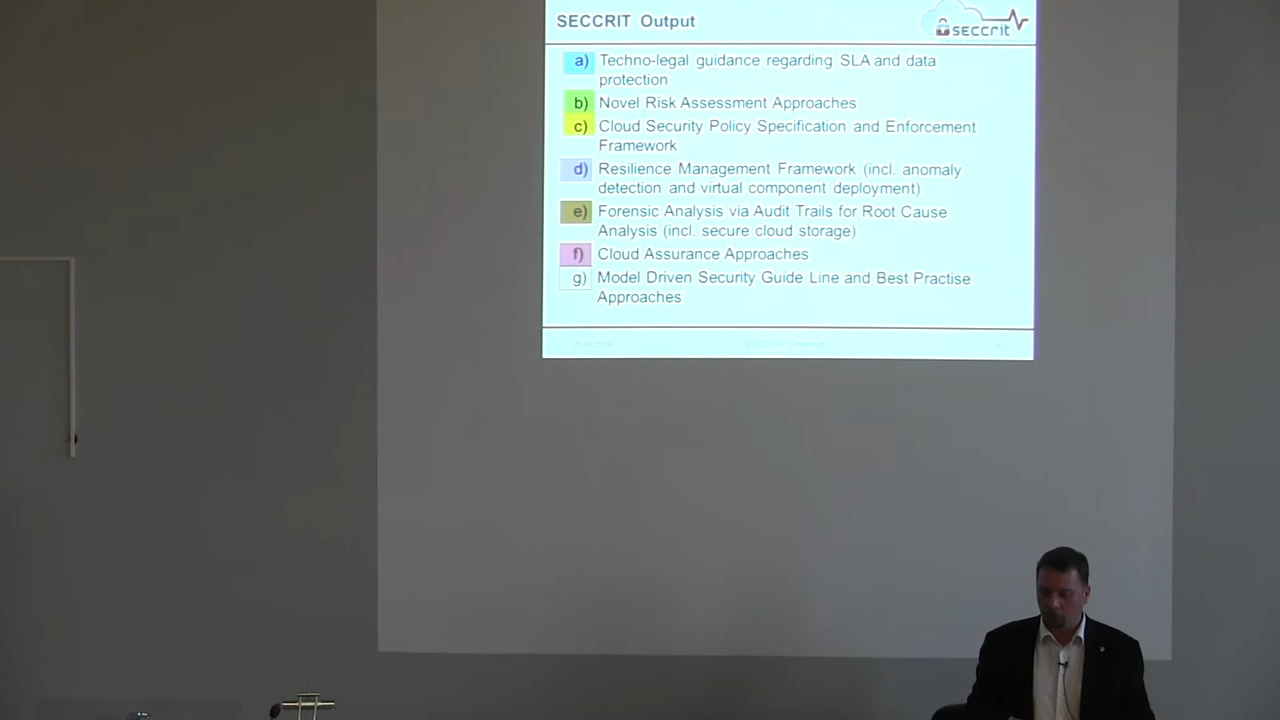 SECCRIT Output
seccrit
a) Techno-legal guidance regarding SLA and data
protection
b) Novel Risk Assessment Approaches
c) Cloud Security Policy Specification and Enforcement
Framework
d) Resilience Management Framework (incl. anomaly
detection and virtual component deployment)
e) Forensic Analysis via Audit Trails for Root Cause
Analysis (incl. secure cloud storage)
f) Cloud Assurance Approaches
g) Model Driven Security Guide Line and Best Practise
Approaches
© SECCRIT Consortium